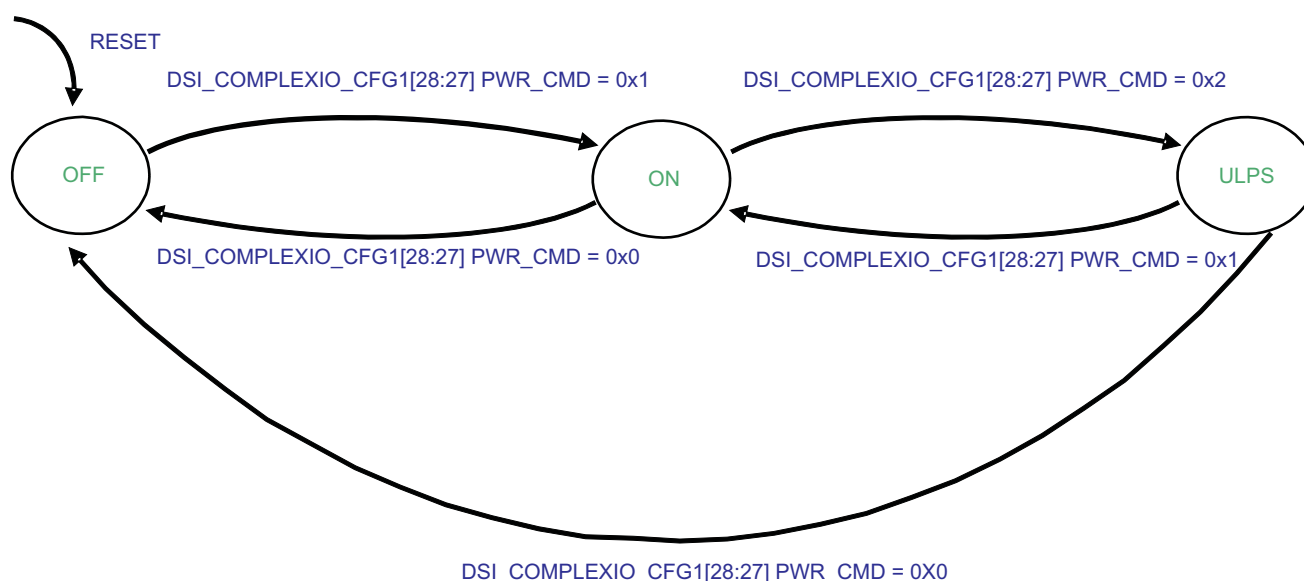 RESET
DSI_COMPLEXIO_CFG1[28:27] PWR_CMD = 0x1
DSI_COMPLEXIO_CFG1[28:27] PWR_CMD = 0x2
OFF
ON
ULPS
DSI_COMPLEXIO_CFG1[28:27] PWR_CMD = 0x0
DSI_COMPLEXIO_CFG1[28:27] PWR_CMD = 0x1
DSI_COMPLEXIO_CFG1[28:27] PWR_CMD = 0X0